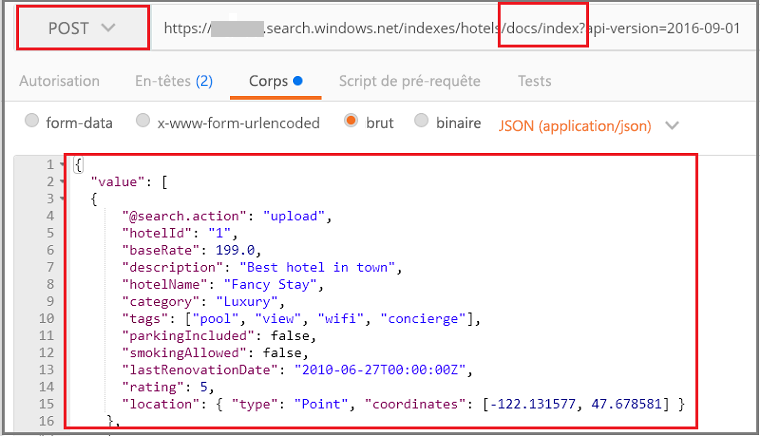 POST https://.search.windows.net/indexes/hotels/docs/index?api-version=2016-09-01
Autorisation En-têtes (2) Corps Script de pré-requête Tests
form-data x-www-form-urlencoded brut binaire JSON (application/json)
1 {
2 "value": [
3 {
4 "@search.action": "upload",
5 "hotelId": "1",
6 "baseRate": 199.0,
7 "description": "Best hotel in town",
8 "hotelName": "Fancy Stay",
9 "category": "Luxury",
10 "tags": ["pool", "view", "wifi", "concierge"],
11 "parkingIncluded": false,
12 "smokingAllowed": false,
13 "lastRenovationDate": "2010-06-27T00:00:00Z",
14 "rating": 5,
15 "location": { "type": "Point", "coordinates": [-122.131577, 47.678581] }
16 },